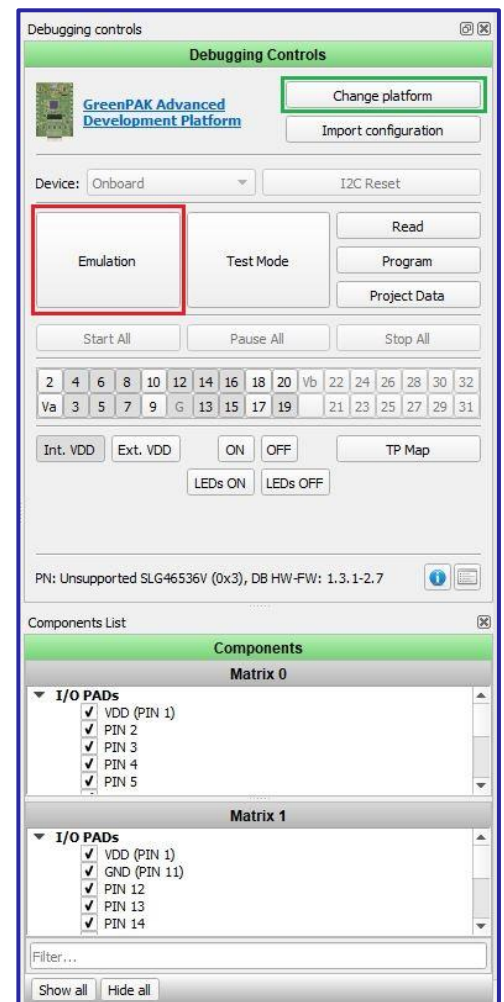 Debugging controls
Debugging Controls
GreenPAK Advanced
Development Platform
Change platform
Import configuration
Device: Onboard I2C Reset
Emulation
Test Mode
Read
Program
Project Data
Start All Pause All Stop All
2 4 6 8 10 12 14 16 18 20 Vb 22 24 26 28 30 32
Va 3 5 7 9 G 13 15 17 19 21 23 25 27 29 31
Int. VDD Ext. VDD ON OFF TP Map
LEDs ON LEDs OFF
PN: Unsupported SLG46536V (0x3), DB HW-FW: 1.3.1-2.7
Components List
Components
Matrix 0
I/O PADs
VDD (PIN 1)
PIN 2
PIN 3
PIN 4
PIN 5
Matrix 1
I/O PADs
VDD (PIN 1)
GND (PIN 11)
PIN 12
PIN 13
PIN 14
Filter...
Show all Hide all